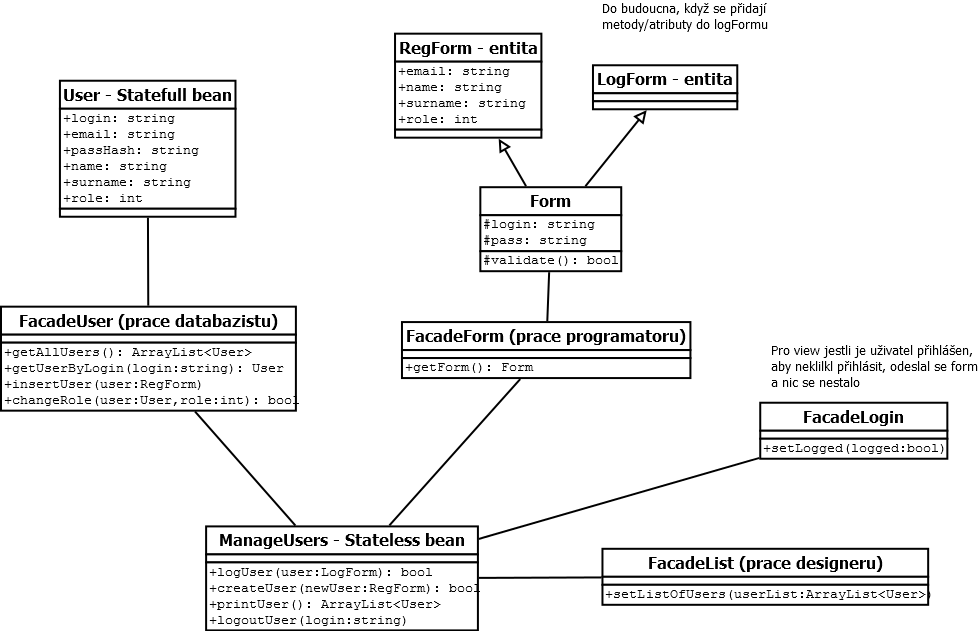 Do budoucna, když se přidají
metody/atributy do logFormu
RegForm - entita
+email: string
+name: string
+surname: string
+role: int
LogForm - entita
User - Statefull bean
+login: string
+email: string
+passHash: string
+name: string
+surname: string
+role: int
Form
#login: string
#pass: string
#validate(): bool
FacadeUser (prace databazistu)
+getAllUsers(): ArrayList<User>
+getUserByLogin(login:string): User
+insertUser(user:RegForm)
+changeRole(user:User,role:int): bool
FacadeForm (prace programatoru)
+getForm(): Form
Pro view jestli je uživatel přihlášen,
aby neklilkl přihlásit, odeslal se form
a nic se nestalo
FacadeLogin
+setLogged(logged:bool)
ManageUsers - Stateless bean
+logUser(user:LogForm): bool
+createUser(newUser:RegForm): bool
+printUser(): ArrayList<User>
+logoutUser(login:string)
FacadeList (prace designeru)
+setListOfUsers(userList:ArrayList<User>)